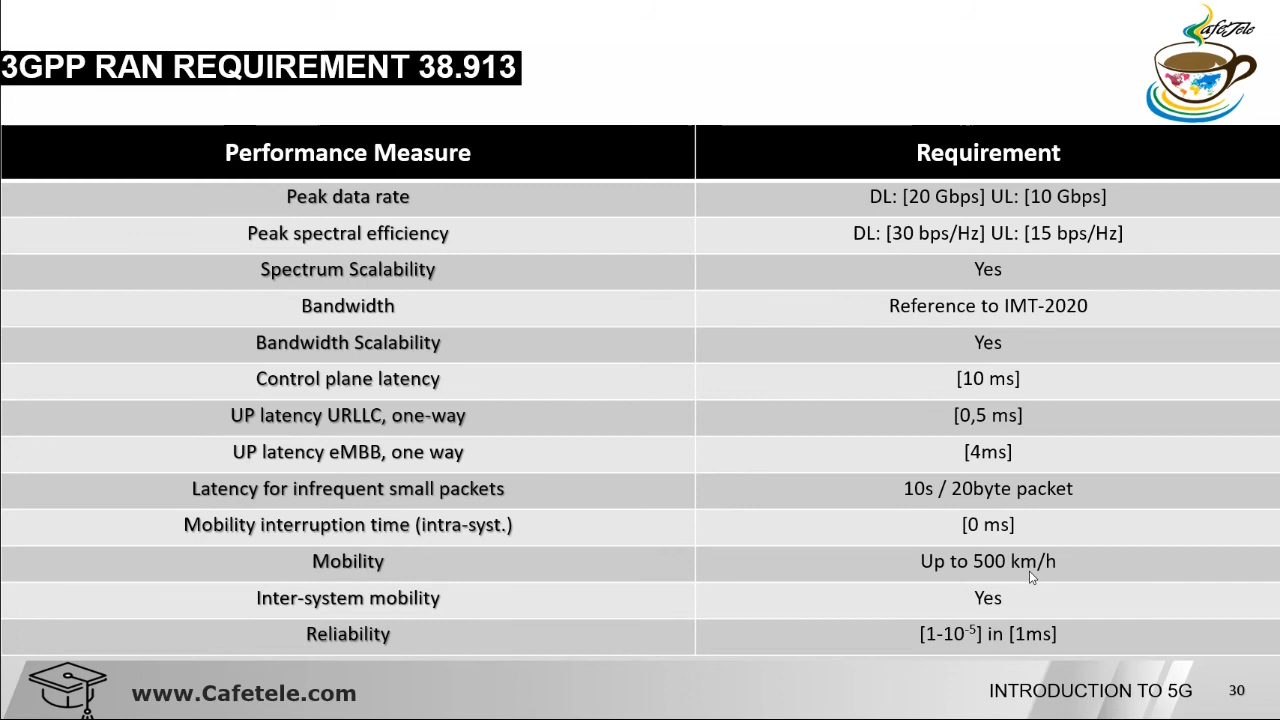 CafeTele
3GPP RAN REQUIREMENT 38.913
Performance Measure Requirement
Peak data rate DL: [20 Gbps] UL: [10 Gbps]
Peak spectral efficiency DL: [30 bps/Hz] UL: [15 bps/Hz]
Spectrum Scalability Yes
Bandwidth Reference to IMT-2020
Bandwidth Scalability Yes
Control plane latency [10 ms]
UP latency URLLC, one-way [0,5 ms]
UP latency eMBB, one way [4ms]
Latency for infrequent small packets 10s / 20byte packet
Mobility interruption time (intra-syst.) [0 ms]
Mobility Up to 500 km/h
Inter-system mobility Yes
Reliability [1-10⁻⁵] in [1ms]
www.Cafetele.com INTRODUCTION TO 5G 30